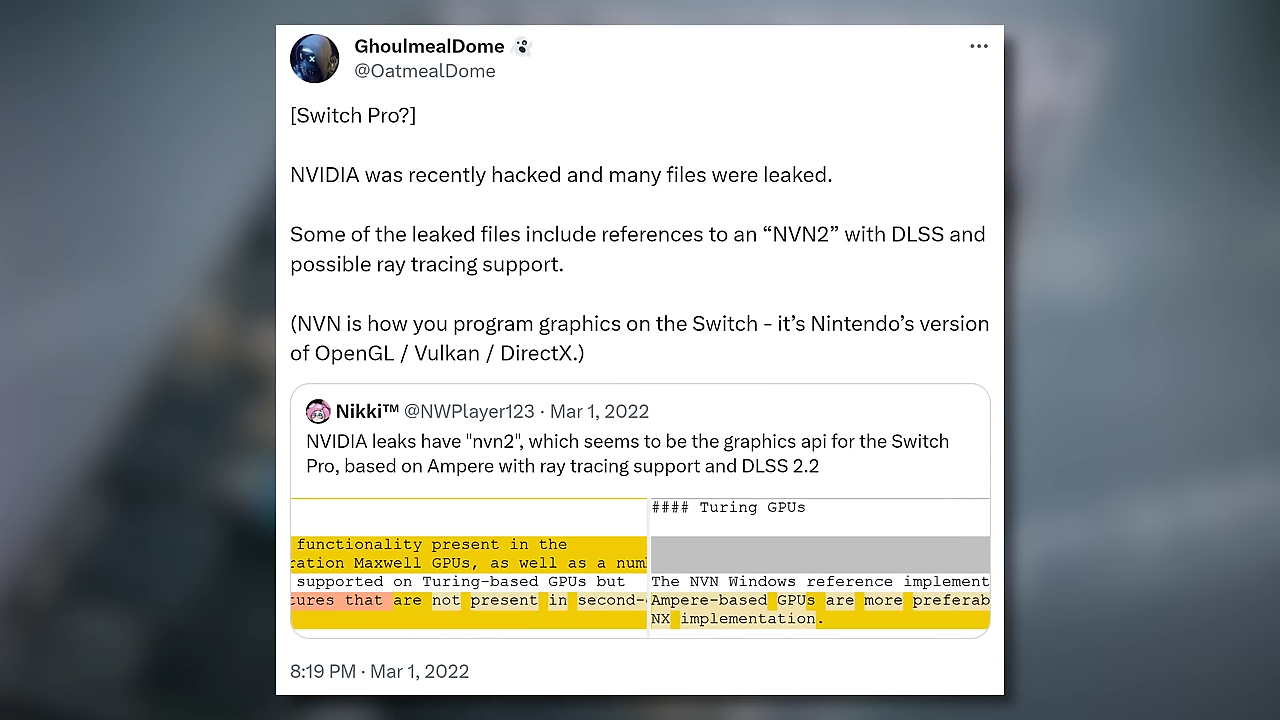 GhoulmealDome
@OatmealDome
[Switch Pro?]
NVIDIA was recently hacked and many files were leaked.
Some of the leaked files include references to an “NVN2” with DLSS and
possible ray tracing support.
(NVN is how you program graphics on the Switch - it’s Nintendo’s version
of OpenGL / Vulkan / DirectX.)
Nikki™ @NWPlayer123 · Mar 1, 2022
NVIDIA leaks have "nvn2", which seems to be the graphics api for the Switch
Pro, based on Ampere with ray tracing support and DLSS 2.2
functionality present in the
ration Maxwell GPUs, as well as a num
supported on Turing-based GPUs but
tures that are not present in second-
#### Turing GPUs
The NVN Windows reference implement
Ampere-based GPUs are more preferab
NX implementation.
8:19 PM · Mar 1, 2022